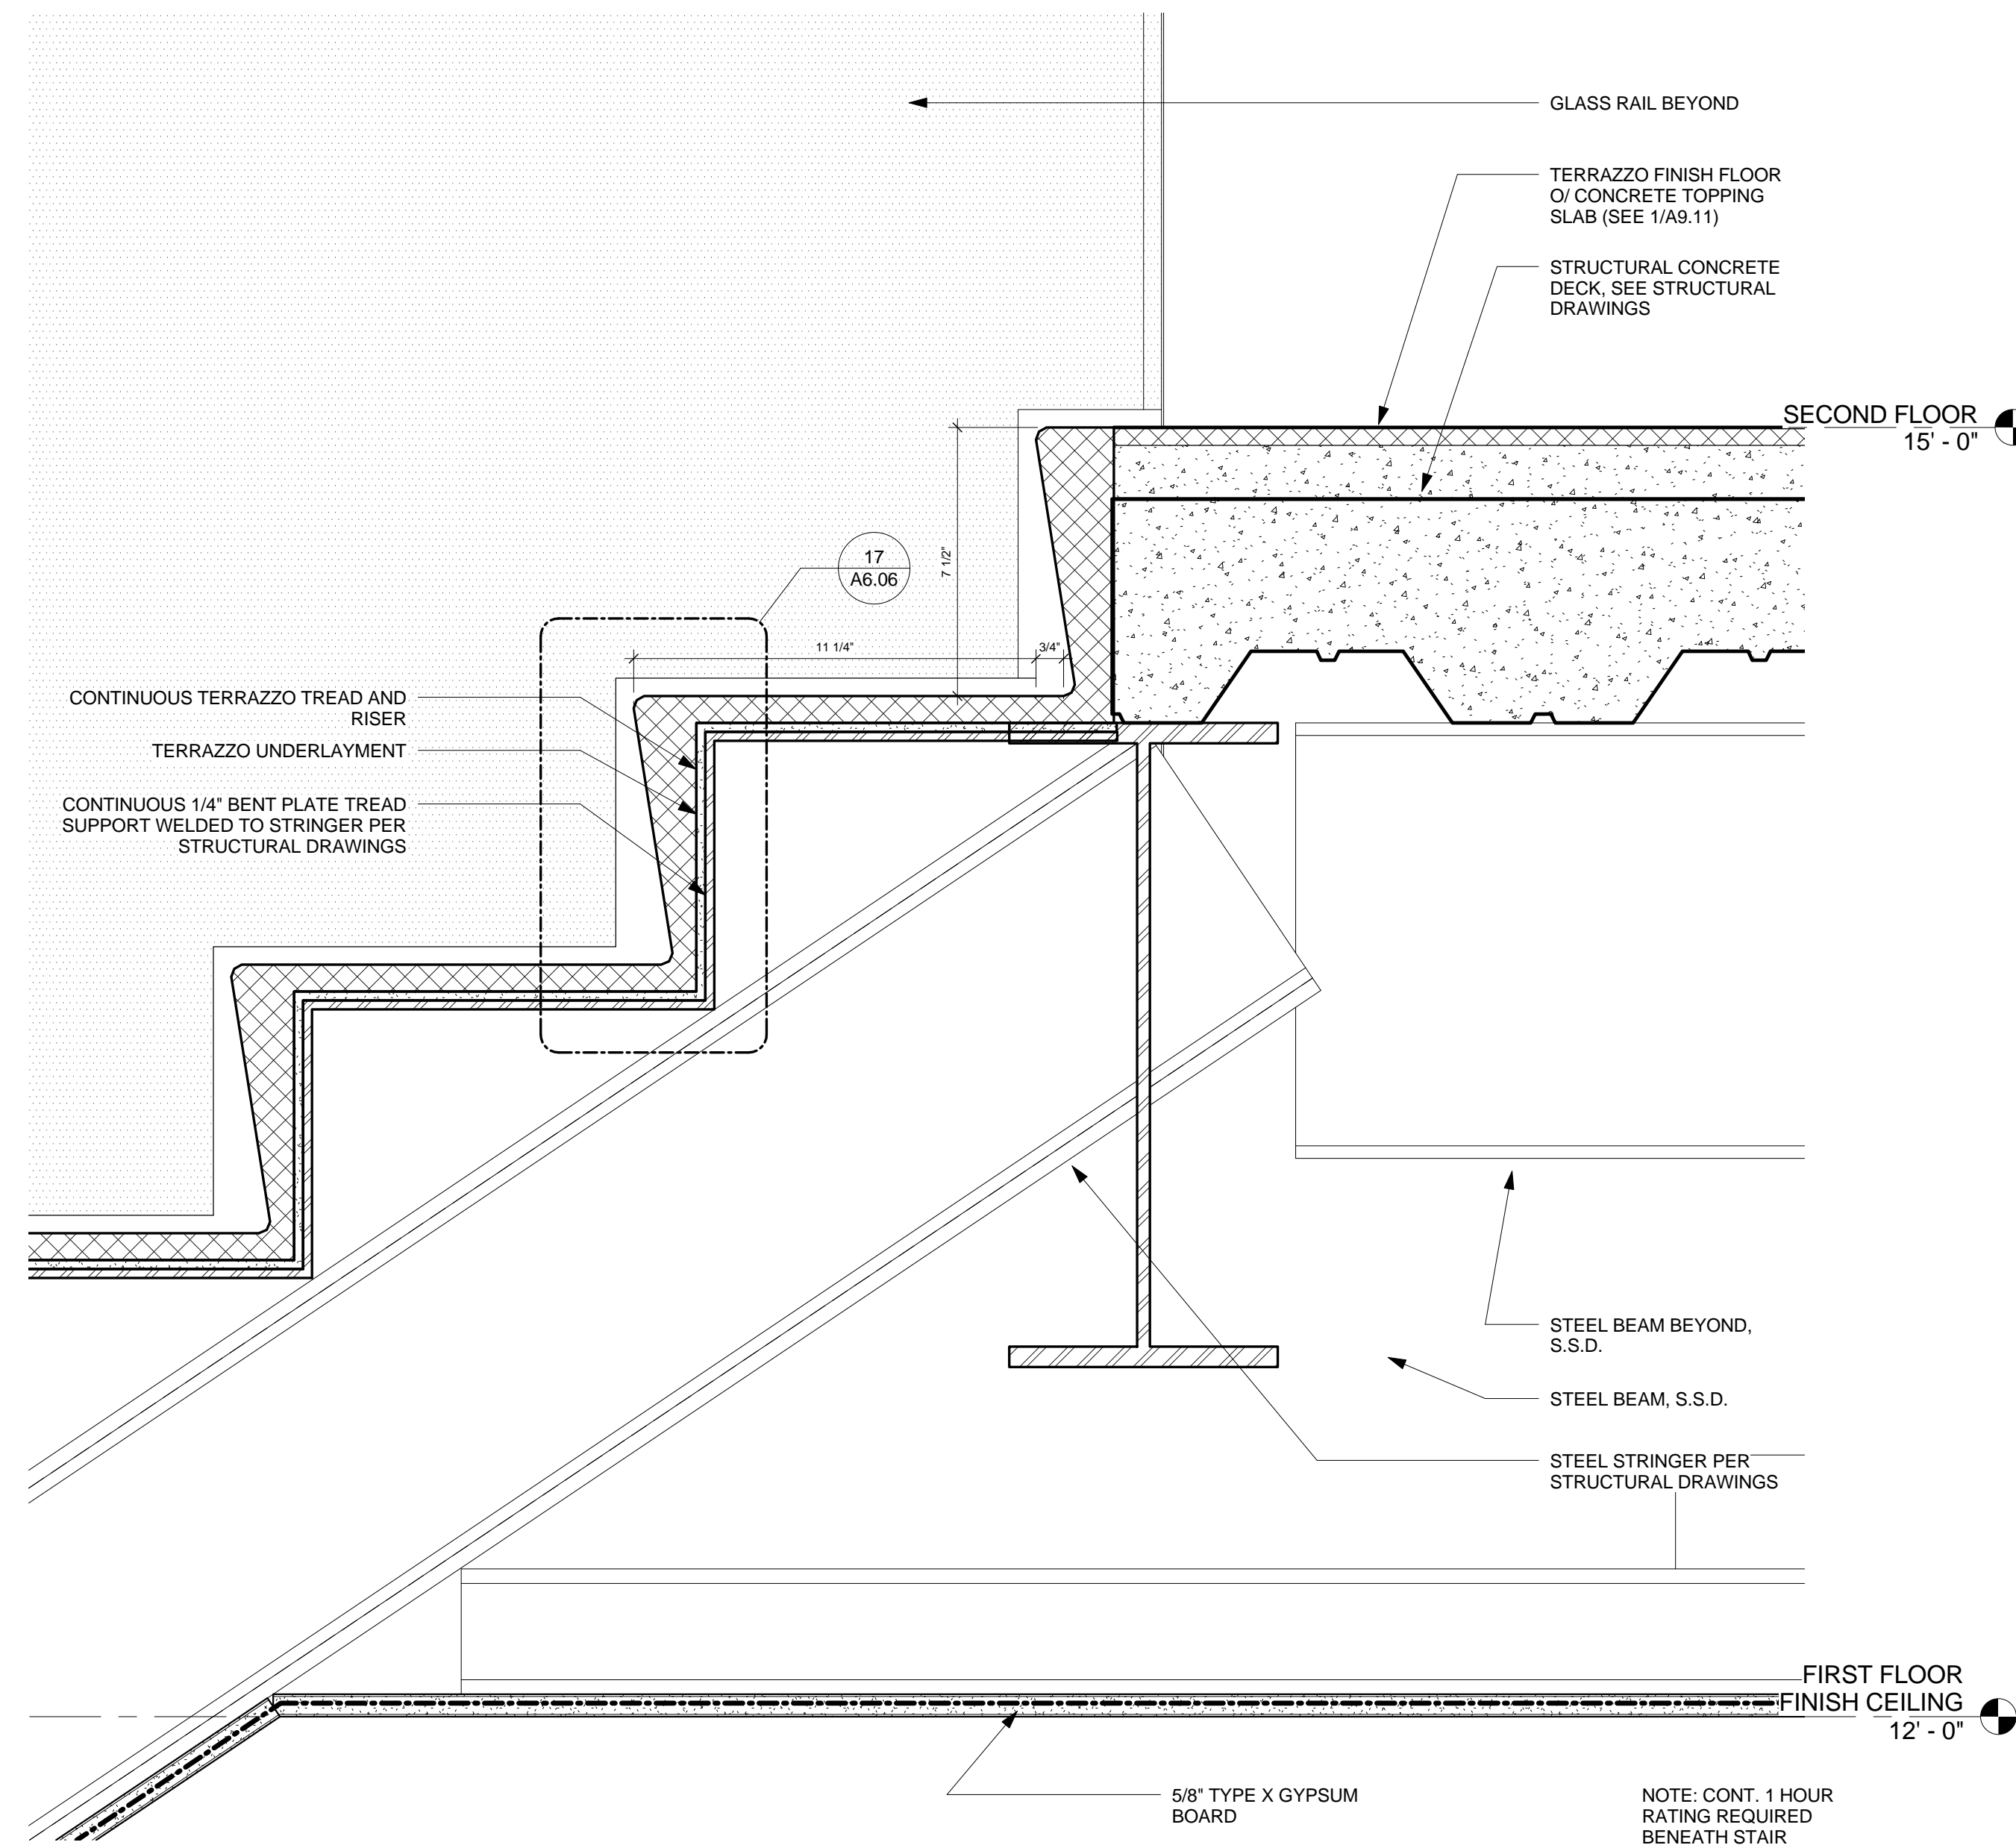 GLASS RAIL BEYOND
TERRAZZO FINISH FLOOR
O/ CONCRETE TOPPING
SLAB (SEE 1/A9.11)
STRUCTURAL CONCRETE
DECK, SEE STRUCTURAL
DRAWINGS
SECOND FLOOR
15' - 0"
17
A6.06
7 1/2"
11 1/4"
3/4"
CONTINUOUS TERRAZZO TREAD AND
RISER
TERRAZZO UNDERLAYMENT
CONTINUOUS 1/4" BENT PLATE TREAD
SUPPORT WELDED TO STRINGER PER
STRUCTURAL DRAWINGS
STEEL BEAM BEYOND,
S.S.D.
STEEL BEAM, S.S.D.
STEEL STRINGER PER
STRUCTURAL DRAWINGS
FIRST FLOOR
FINISH CEILING
12' - 0"
5/8" TYPE X GYPSUM
BOARD
NOTE: CONT. 1 HOUR
RATING REQUIRED
BENEATH STAIR